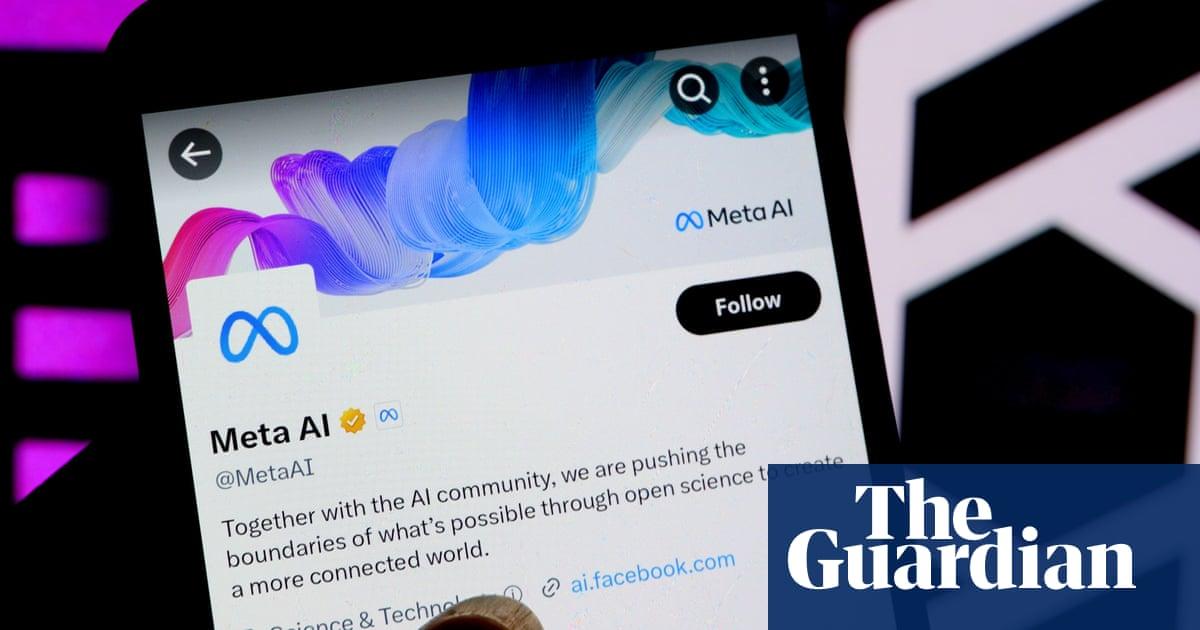 Meta AI
Follow
Meta AI
@MetaAI
Together with the AI community, we are pushing the
boundaries of what's possible through open science to create
a more connected world.
Science & ai.facebook.com
The
Guardian